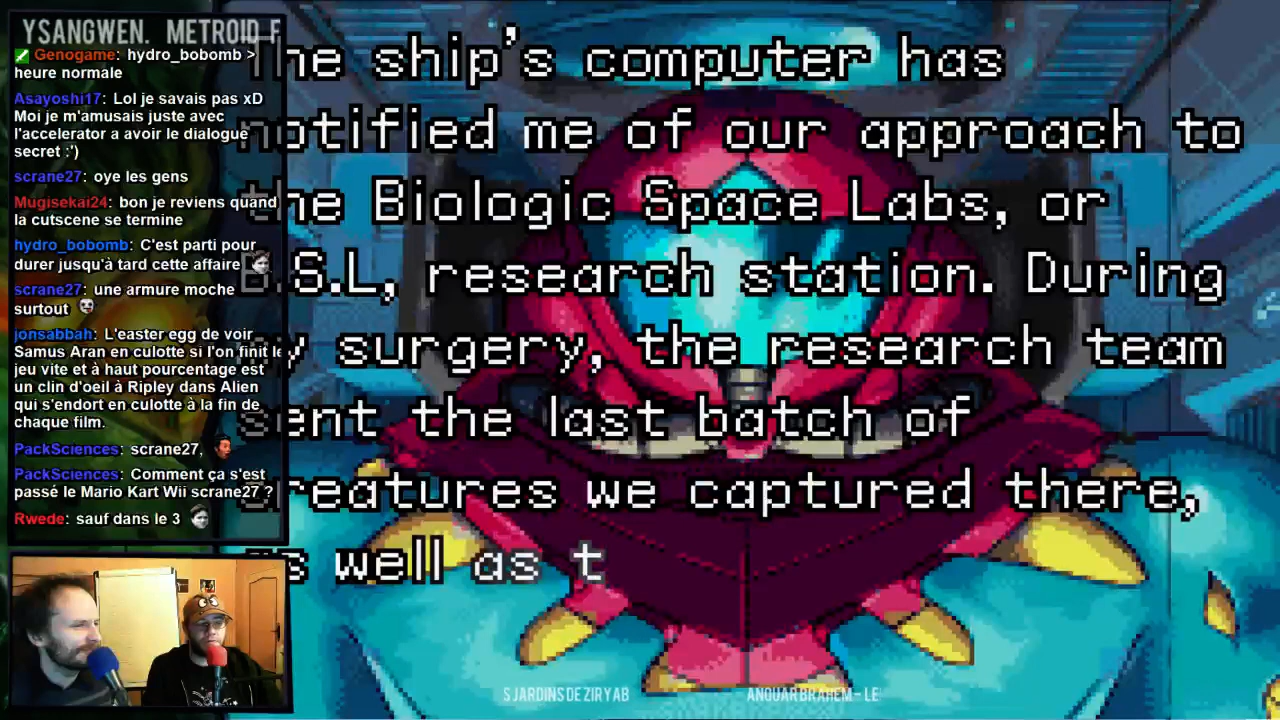 YSANGWEN. METROID F
Genogame: hydro_bobomb >
heure normale
Asayoshi17: Lol je savais pas xD
Moi je m'amusais juste avec
l'accelerator a avoir le dialogue
secret :')
scrane27: oye les gens
Mugisekai24: bon je reviens quand
la cutscene se termine
hydro_bobomb: C'est parti pour
durer jusqu'à tard cette affaire
scrane27: une armure moche
surtout
jonsabbah: L'easter egg de voir
Samus Aran en culotte si l'on finit le
jeu vite et à haut pourcentage est
un clin d'oeil à Ripley dans Alien
qui s'endort en culotte à la fin de
chaque film.
PackSciences: scrane27,
PackSciences: Comment ça s'est
passé le Mario Kart Wii scrane27 ?
Rwede: sauf dans le 3
The ship's computer has
notified me of our approach to
the Biologic Space Labs, or
B.S.L, research station. During
my surgery, the research team
sent the last batch of
creatures we captured there,
as well as t
S JARDINS DE ZIRYAB ANOUAR BRAHEM - LE